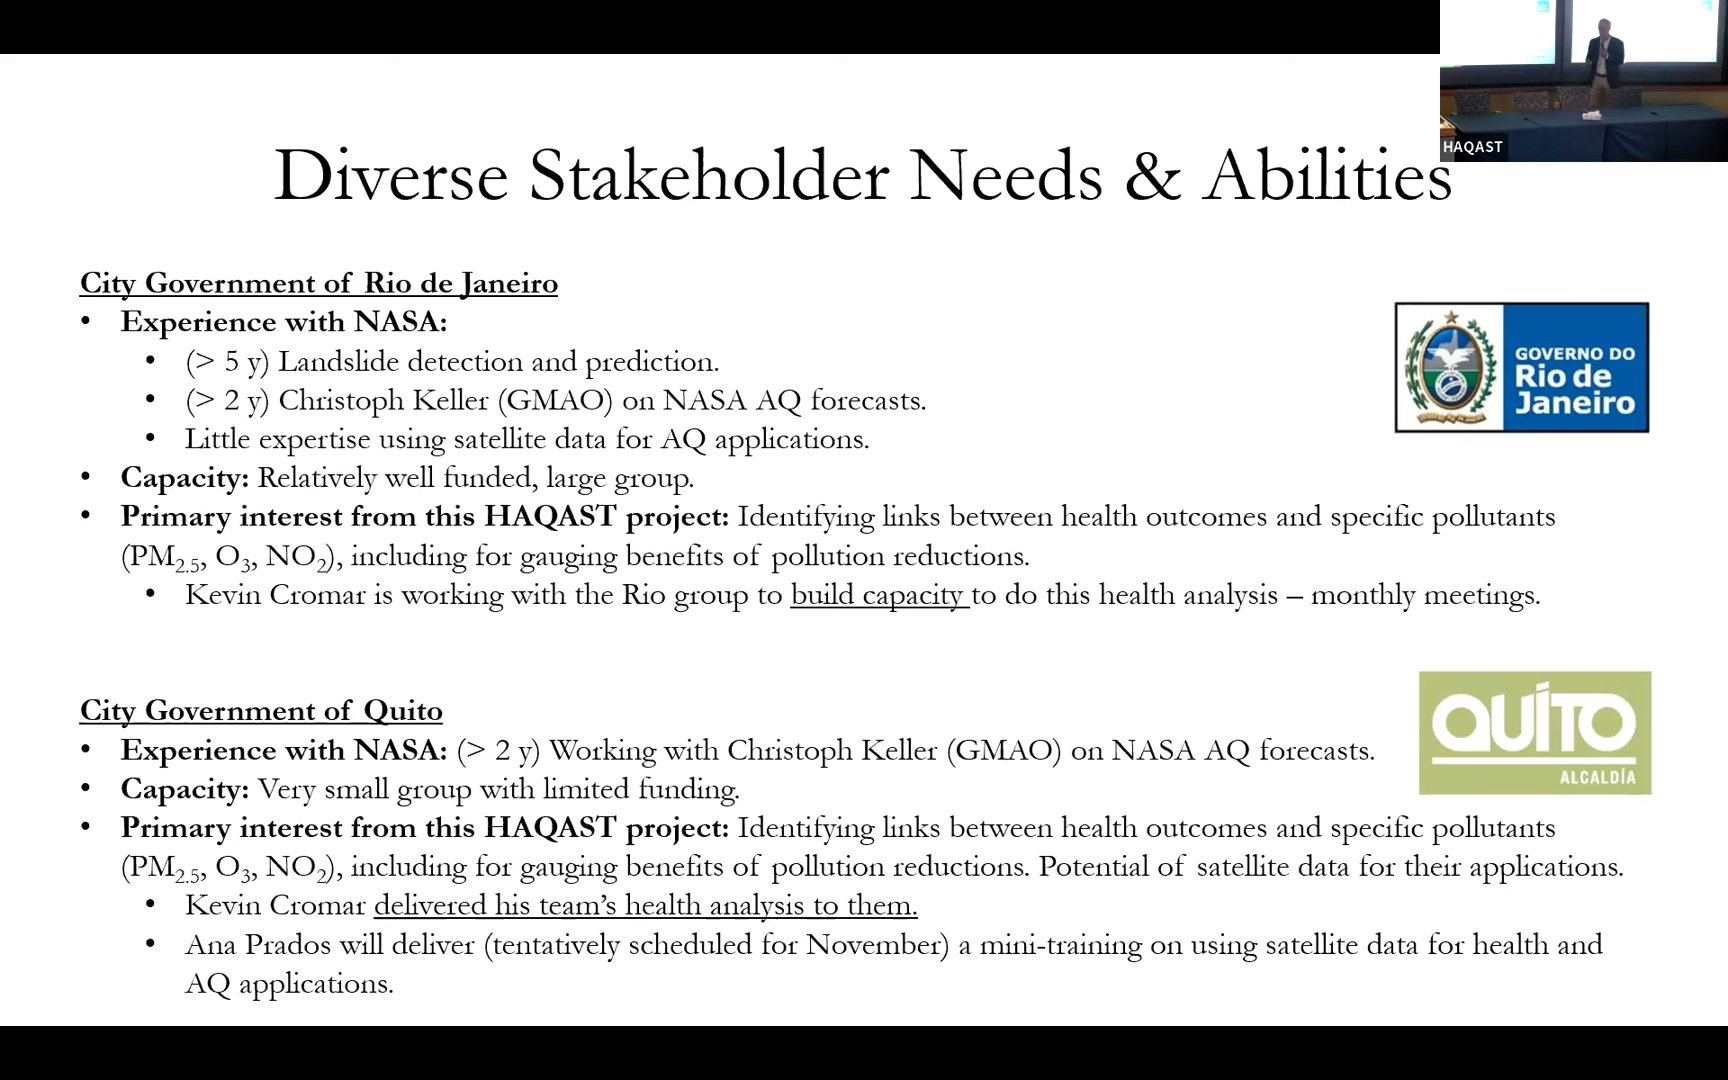 HAQAST
Diverse Stakeholder Needs & Abilities
City Government of Rio de Janeiro
• Experience with NASA:
• (> 5 y) Landslide detection and prediction.
• (> 2 y) Christoph Keller (GMAO) on NASA AQ forecasts.
• Little expertise using satellite data for AQ applications.
• Capacity: Relatively well funded, large group.
• Primary interest from this HAQAST project: Identifying links between health outcomes and specific pollutants
(PM2.5, O3, NO2), including for gauging benefits of pollution reductions.
• Kevin Cromar is working with the Rio group to build capacity to do this health analysis – monthly meetings.
GOVERNO DO
Rio de
Janeiro
City Government of Quito
• Experience with NASA: (> 2 y) Working with Christoph Keller (GMAO) on NASA AQ forecasts.
• Capacity: Very small group with limited funding.
• Primary interest from this HAQAST project: Identifying links between health outcomes and specific pollutants
(PM2.5, O3, NO2), including for gauging benefits of pollution reductions. Potential of satellite data for their applications.
• Kevin Cromar delivered his team’s health analysis to them.
• Ana Prados will deliver (tentatively scheduled for November) a mini-training on using satellite data for health and
AQ applications.
QUÍTO
ALCALDÍA